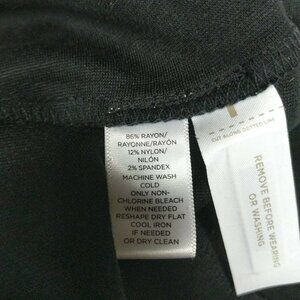 86% RAYON/
RAYONNE/RAYÓN
12% NYLON/
NILÓN
2% SPANDEX
MACHINE WASH
COLD
ONLY NON-
CHLORINE BLEACH
WHEN NEEDED
RESHAPE DRY FLAT
COOL IRON
IF NEEDED
OR DRY CLEAN
CUT ALONG DOTTED LINE
REMOVE BEFORE WEARING
OR WASHING